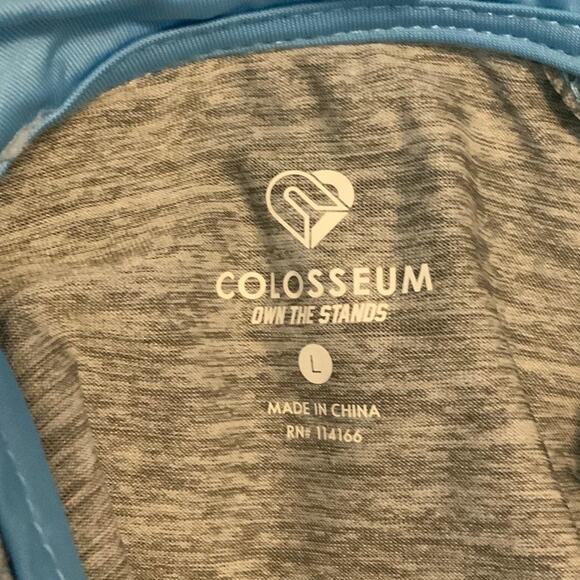 COLOSSEUM
OWN THE STANDS
L
MADE IN CHINA
RN# 114166